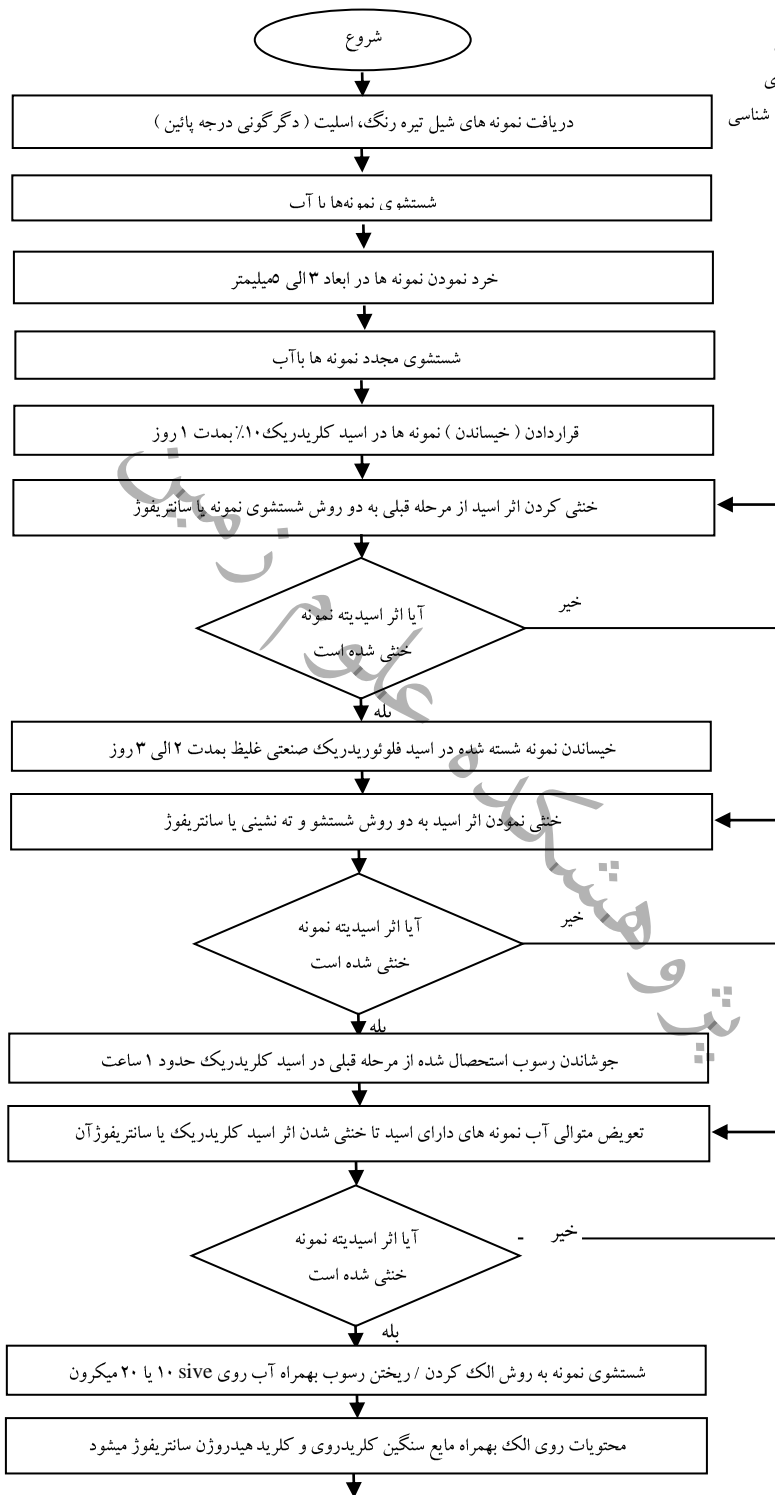 شروع
ی
شناسی
دریافت نمونه های شیل تیره رنگ، اسلیت ( دگرگونی درجه پائین )
شستشوی نمونه‌ها با آب
خرد نمودن نمونه ها در ابعاد ۳ الی ۵میلیمتر
شستشوی مجدد نمونه ها باآب
قراردادن ( خیساندن ) نمونه ها در اسید کلریدریک۱۰٪ بمدت ۱ روز
خنثی کردن اثر اسید از مرحله قبلی به دو روش شستشوی نمونه یا سانتریفوژ
آیا اثر اسیدیته نمونه
خنثی شده است
خیر
بله
خیساندن نمونه شسته شده در اسید فلوئوریدریک صنعتی غلیظ بمدت ۲ الی ۳ روز
خنثی نمودن اثر اسید به دو روش شستشو و ته نشینی یا سانتریفوژ
آیا اثر اسیدیته نمونه
خنثی شده است
خیر
بله
جوشاندن رسوب استحصال شده از مرحله قبلی در اسید کلریدریک حدود ۱ ساعت
تعویض متوالی آب نمونه های دارای اسید تا خنثی شدن اثر اسید کلریدریک یا سانتریفوژ آن
آیا اثر اسیدیته نمونه
خنثی شده است
- خیر
بله
شستشوی نمونه به روش الک کردن / ریختن رسوب بهمراه آب روی sive ۱۰ یا ۲۰ میکرون
محتویات روی الک بهمراه مایع سنگین کلریدروی و کلرید هیدروژن سانتریفوژ میشود
پژوهشکده علوم زمین